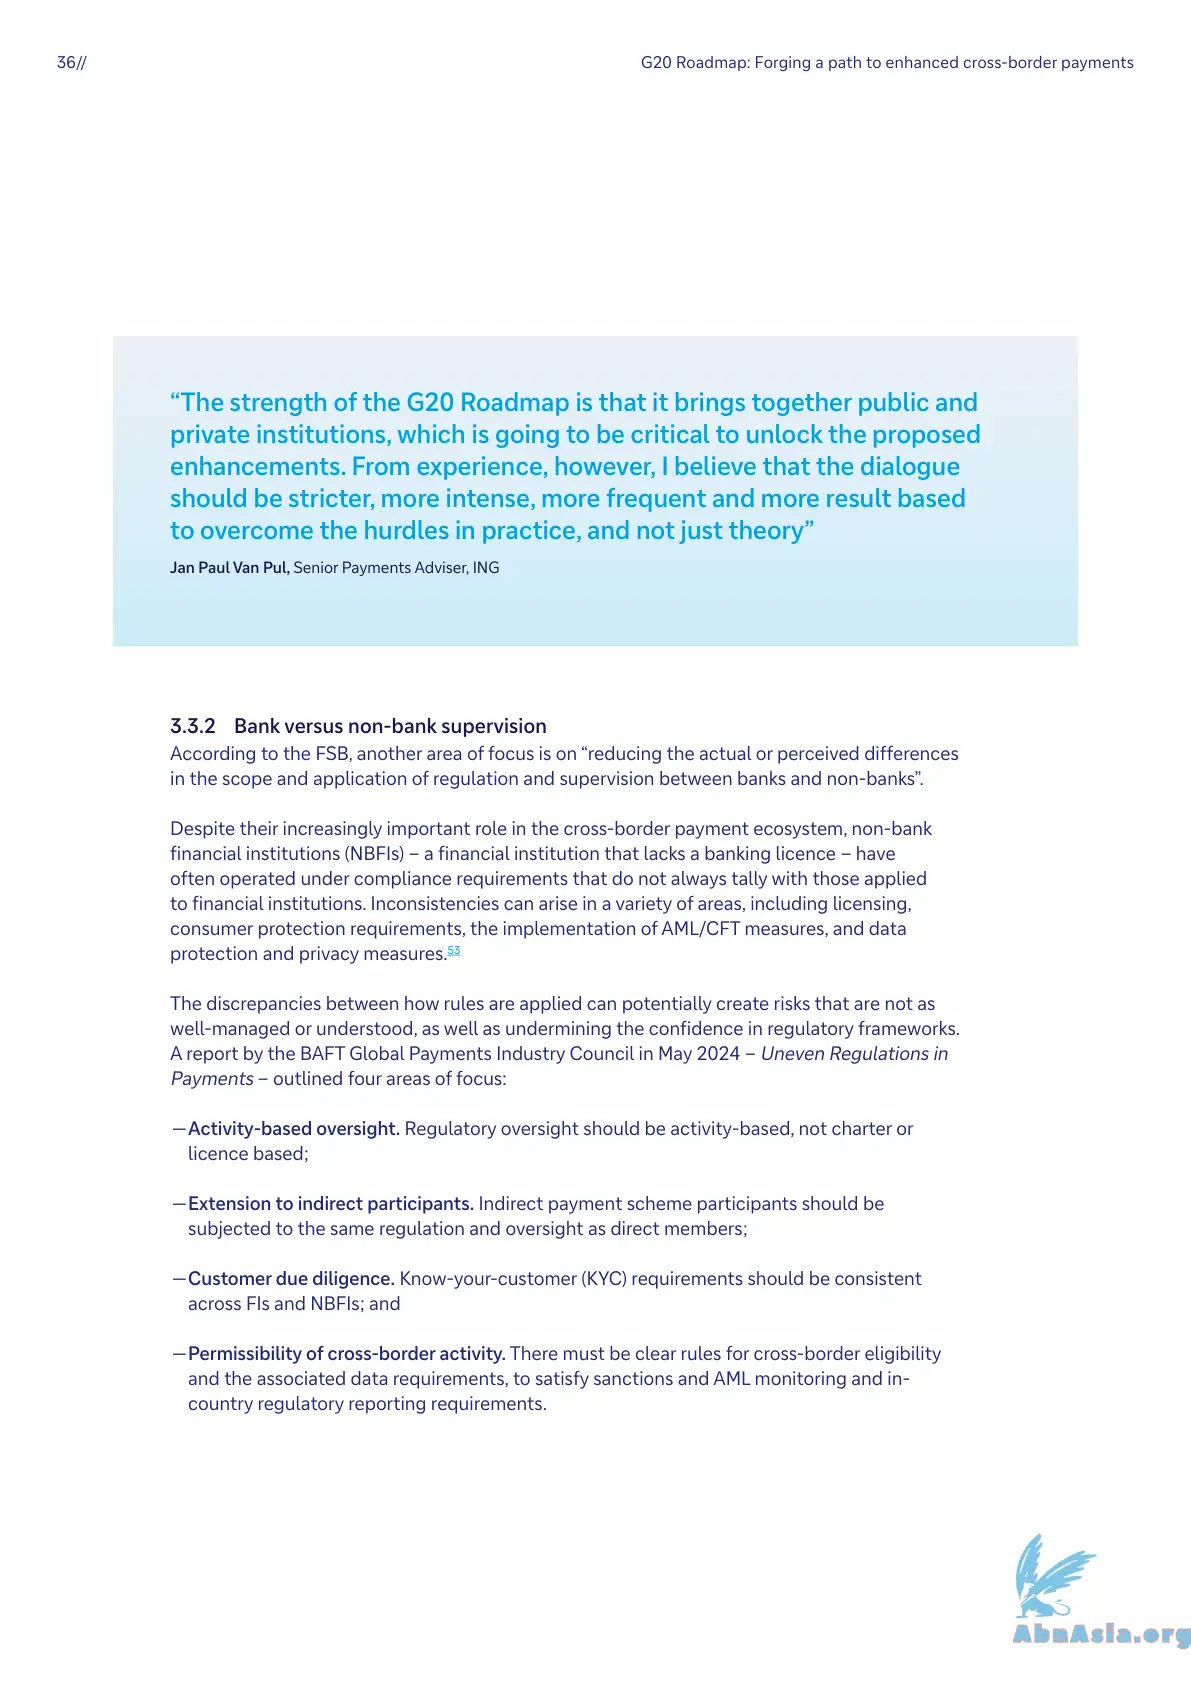 36//
G20 Roadmap: Forging a path to enhanced cross-border payments
“The strength of the G20 Roadmap is that it brings together public and
private institutions, which is going to be critical to unlock the proposed
enhancements. From experience, however, I believe that the dialogue
should be stricter, more intense, more frequent and more result based
to overcome the hurdles in practice, and not just theory”
Jan Paul Van Pul, Senior Payments Adviser, ING
3.3.2 Bank versus non-bank supervision
According to the FSB, another area of focus is on “reducing the actual or perceived differences
in the scope and application of regulation and supervision between banks and non-banks”.
Despite their increasingly important role in the cross-border payment ecosystem, non-bank
financial institutions (NBFIs) – a financial institution that lacks a banking licence – have
often operated under compliance requirements that do not always tally with those applied
to financial institutions. Inconsistencies can arise in a variety of areas, including licensing,
consumer protection requirements, the implementation of AML/CFT measures, and data
protection and privacy measures.53
The discrepancies between how rules are applied can potentially create risks that are not as
well-managed or understood, as well as undermining the confidence in regulatory frameworks.
A report by the BAFT Global Payments Industry Council in May 2024 – Uneven Regulations in
Payments – outlined four areas of focus:
—Activity-based oversight. Regulatory oversight should be activity-based, not charter or
licence based;
—Extension to indirect participants. Indirect payment scheme participants should be
subjected to the same regulation and oversight as direct members;
—Customer due diligence. Know-your-customer (KYC) requirements should be consistent
across FIs and NBFIs; and
—Permissibility of cross-border activity. There must be clear rules for cross-border eligibility
and the associated data requirements, to satisfy sanctions and AML monitoring and in-
country regulatory reporting requirements.
AbnAsia.org